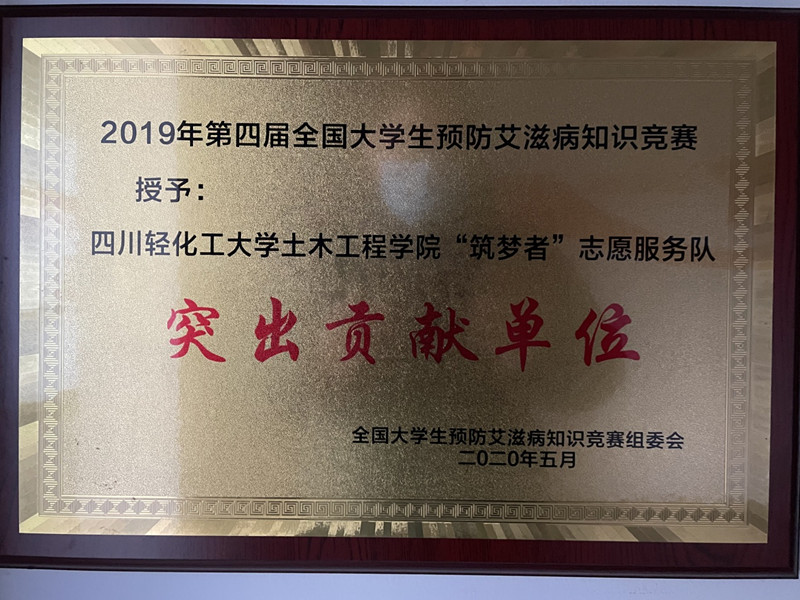 2019年第四届全国大学生预防艾滋病知识竞赛
授予：
四川轻化工大学土木工程学院“筑梦者”志愿服务队
突出贡献单位
全国大学生预防艾滋病知识竞赛组委会
二〇二〇年五月